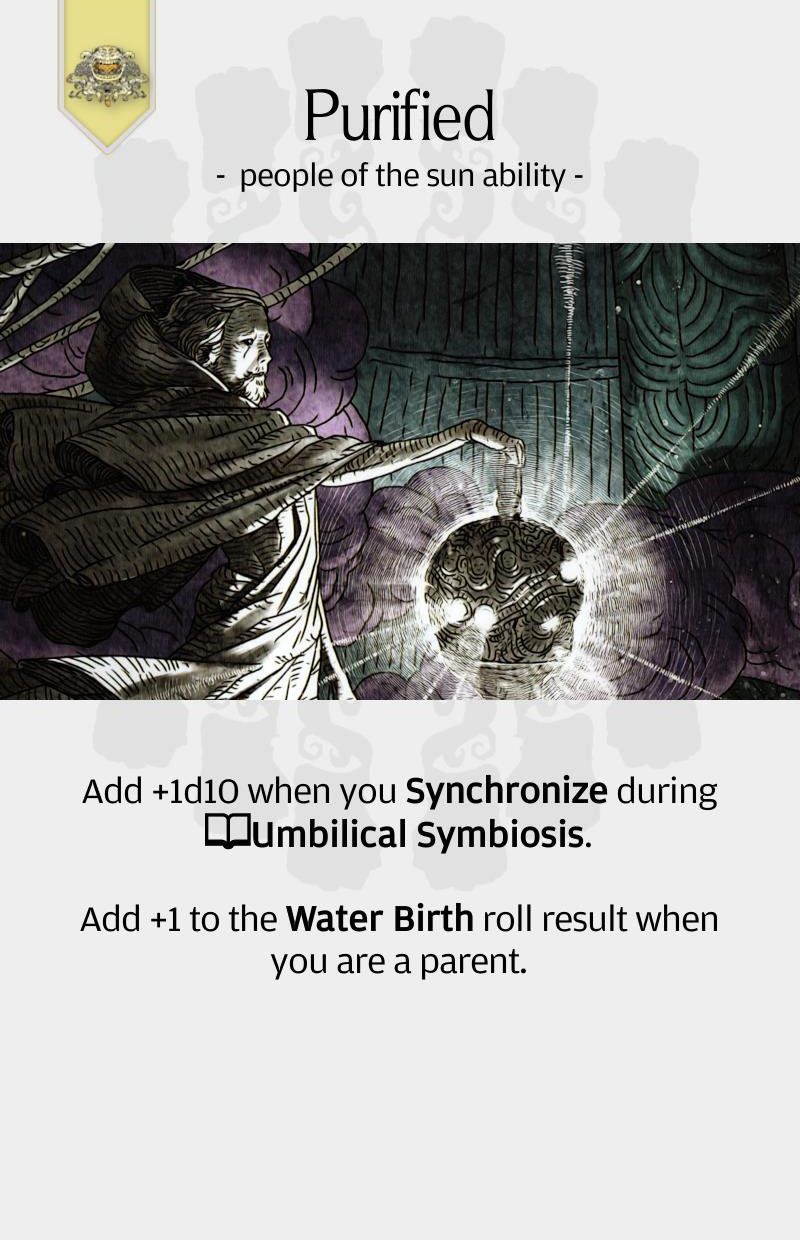 Purified
- people of the sun ability -
Add +1d10 when you Synchronize during
Umbilical Symbiosis.
Add +1 to the Water Birth roll result when
you are a parent.